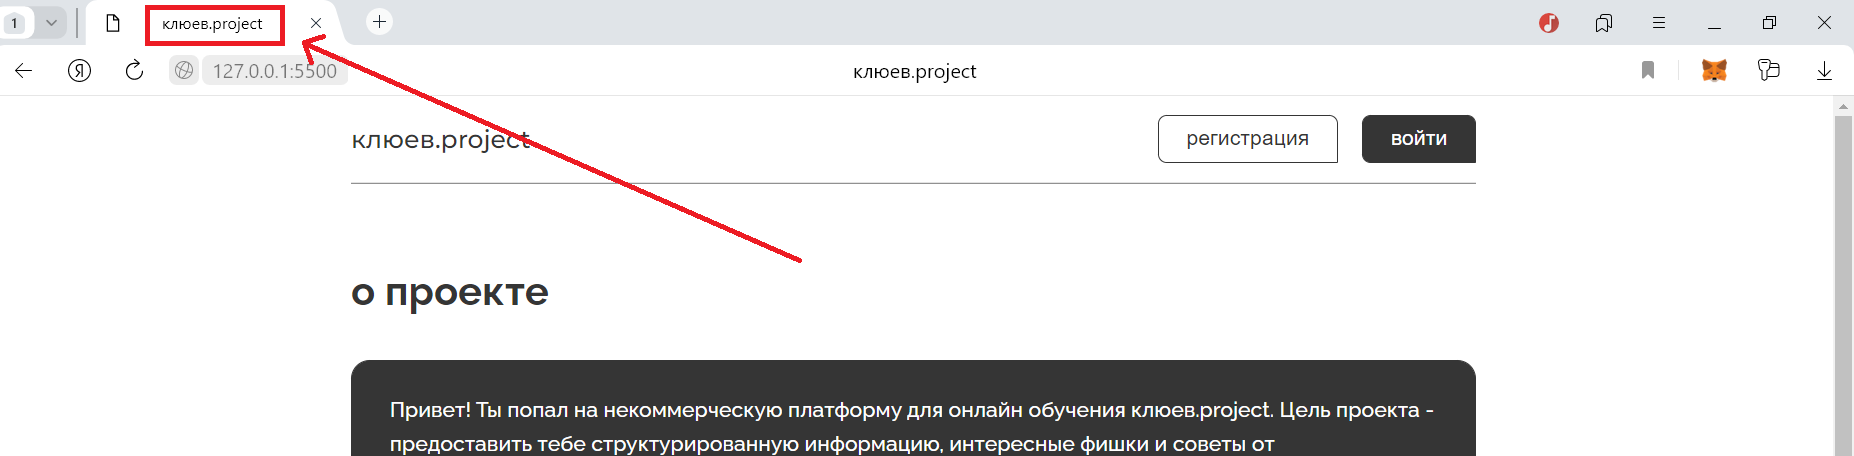 1
клюев.project
Я
127.0.0.1:5500
клюев.project
клюев.project
регистрация
войти
о проекте
Привет! Ты попал на некоммерческую платформу для онлайн обучения клюев.project. Цель проекта -
предоставить тебе структурированную информацию, интересные фишки и советы от